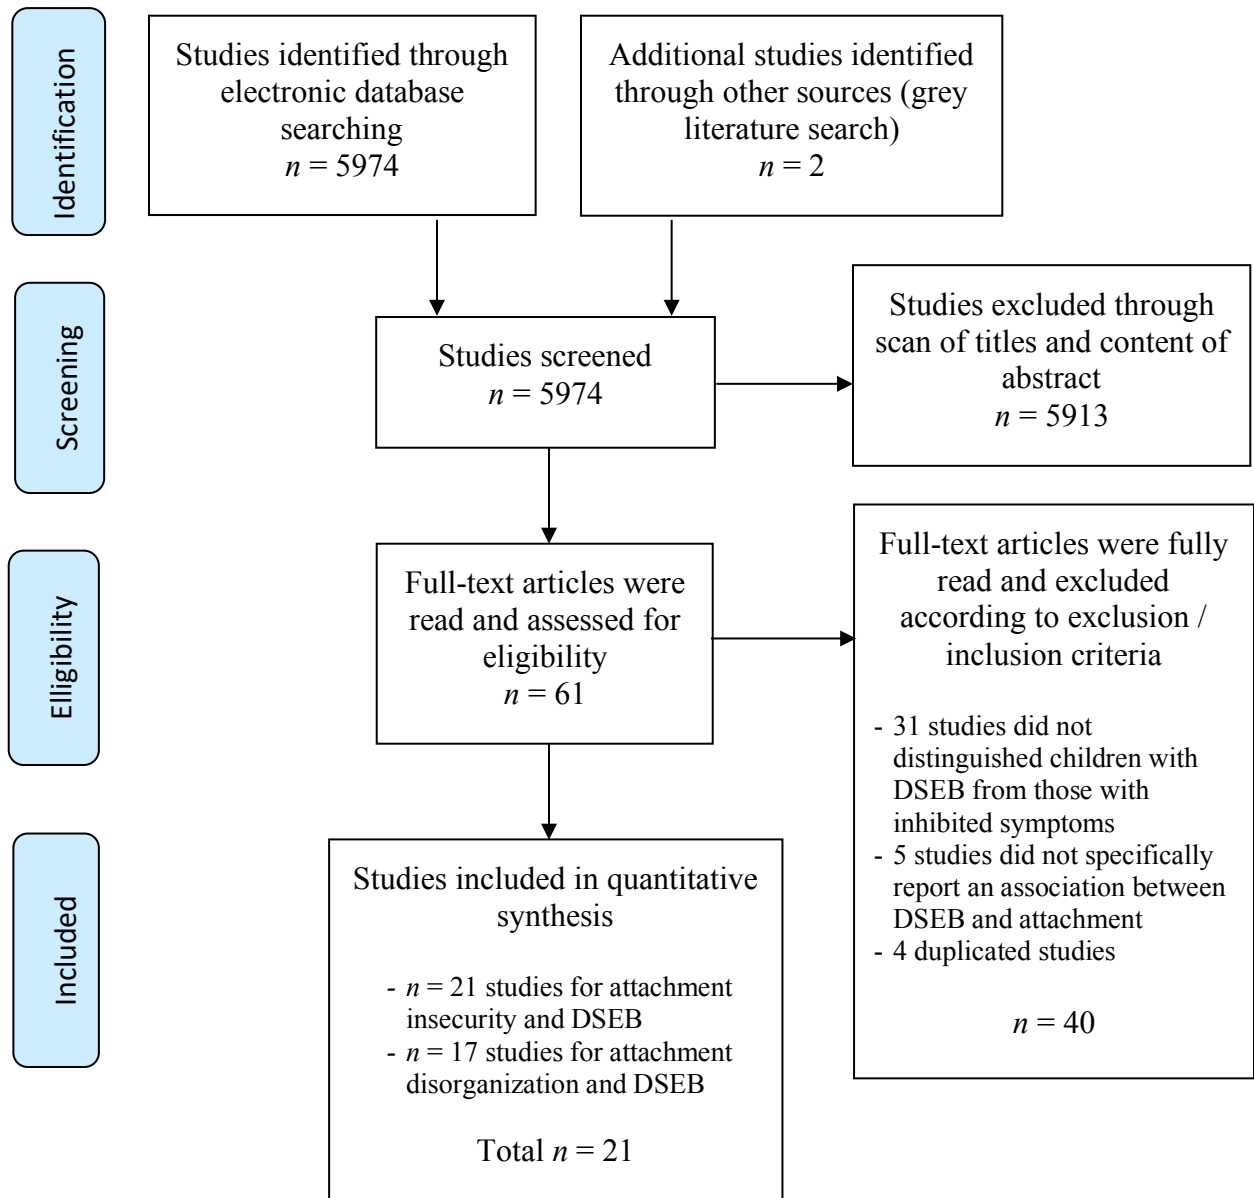 Identification
Studies identified through
electronic database
searching
n = 5974
Additional studies identified
through other sources (grey
literature search)
n = 2
Screening
Studies screened
n = 5974
Studies excluded through
scan of titles and content of
abstract
n = 5913
Elligibility
Full-text articles were
read and assessed for
eligibility
n = 61
Full-text articles were fully
read and excluded
according to exclusion /
inclusion criteria
- 31 studies did not
distinguished children with
DSEB from those with
inhibited symptoms
- 5 studies did not specifically
report an association between
DSEB and attachment
- 4 duplicated studies
n = 40
Included
Studies included in quantitative
synthesis
- n = 21 studies for attachment
insecurity and DSEB
- n = 17 studies for attachment
disorganization and DSEB
Total n = 21